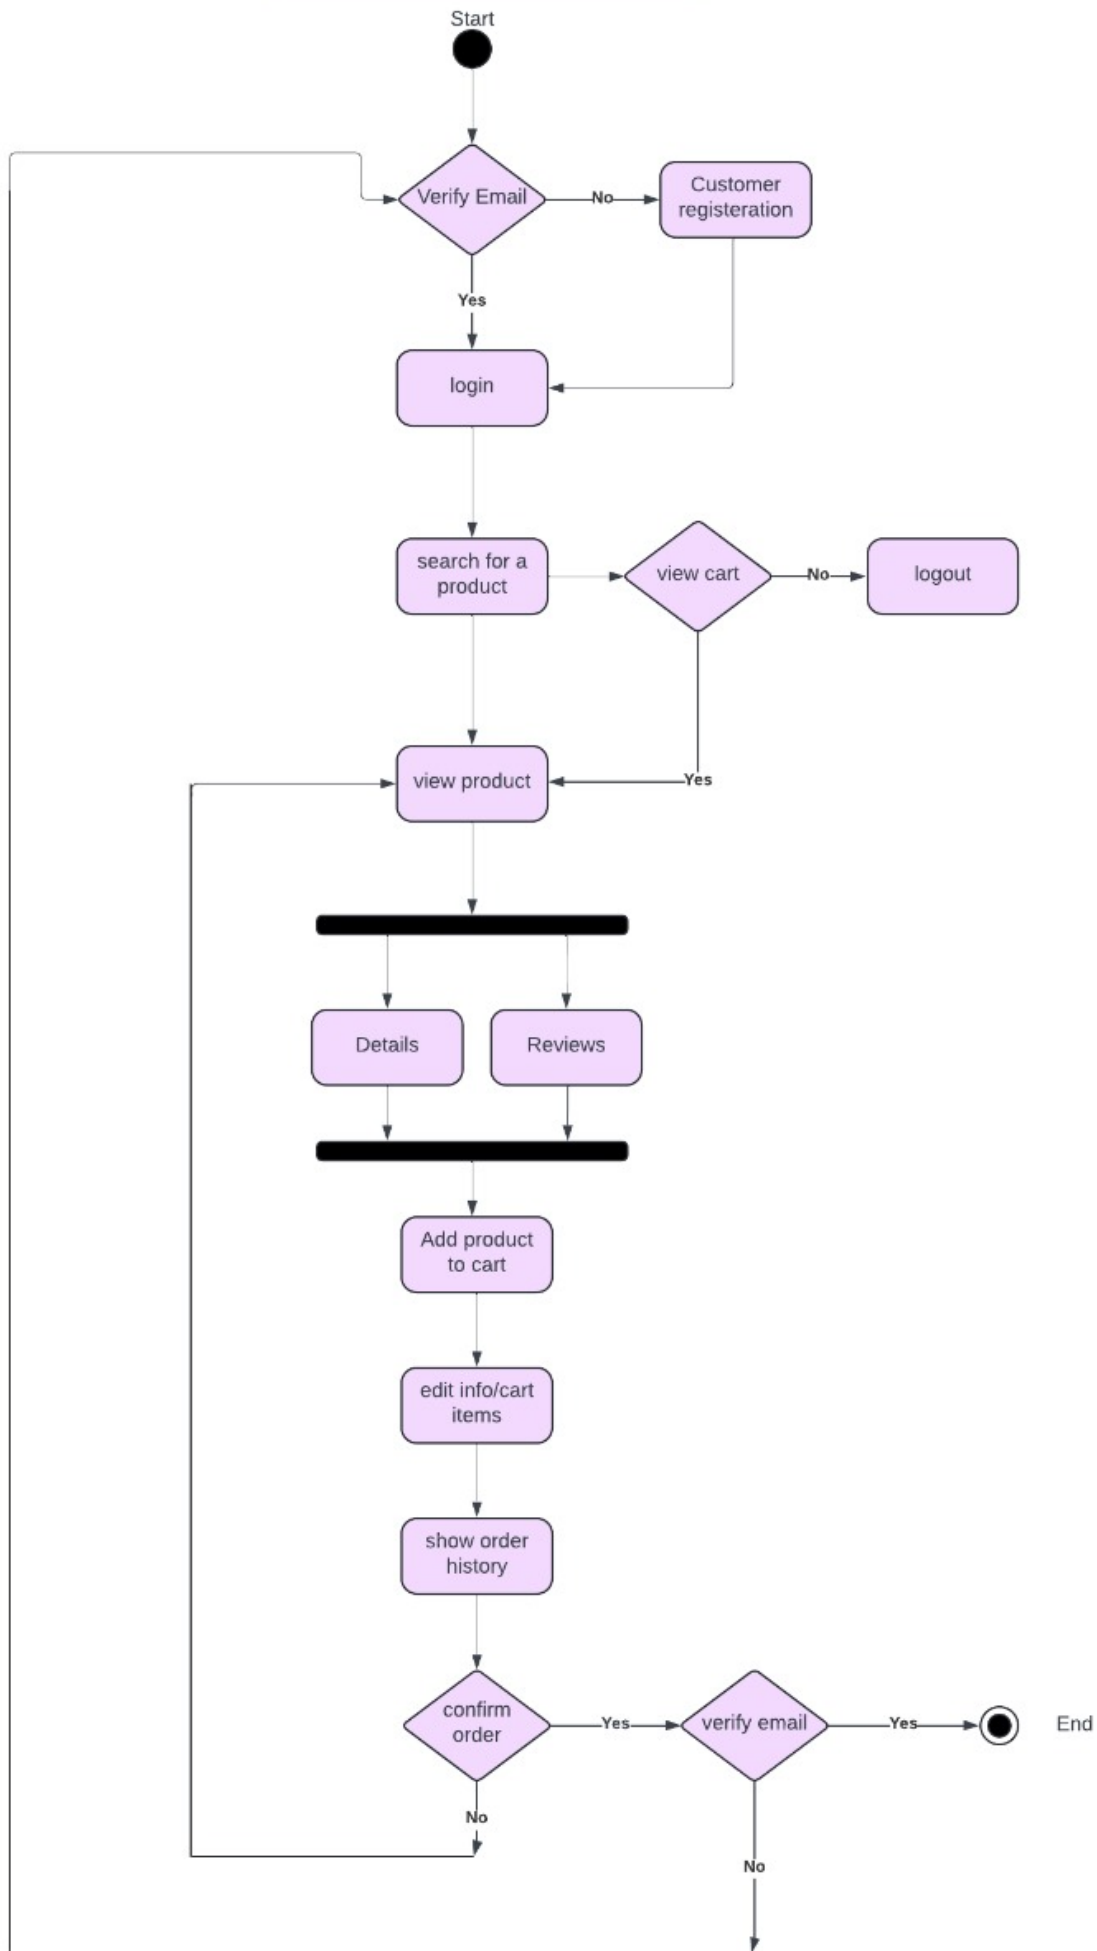 Start
Verify Email
No
Customer
registeration
Yes
login
search for a
product
view cart
No
logout
view product
Yes
Details
Reviews
Add product
to cart
edit info/cart
items
show order
history
confirm
order
Yes
verify email
Yes
End
No
No